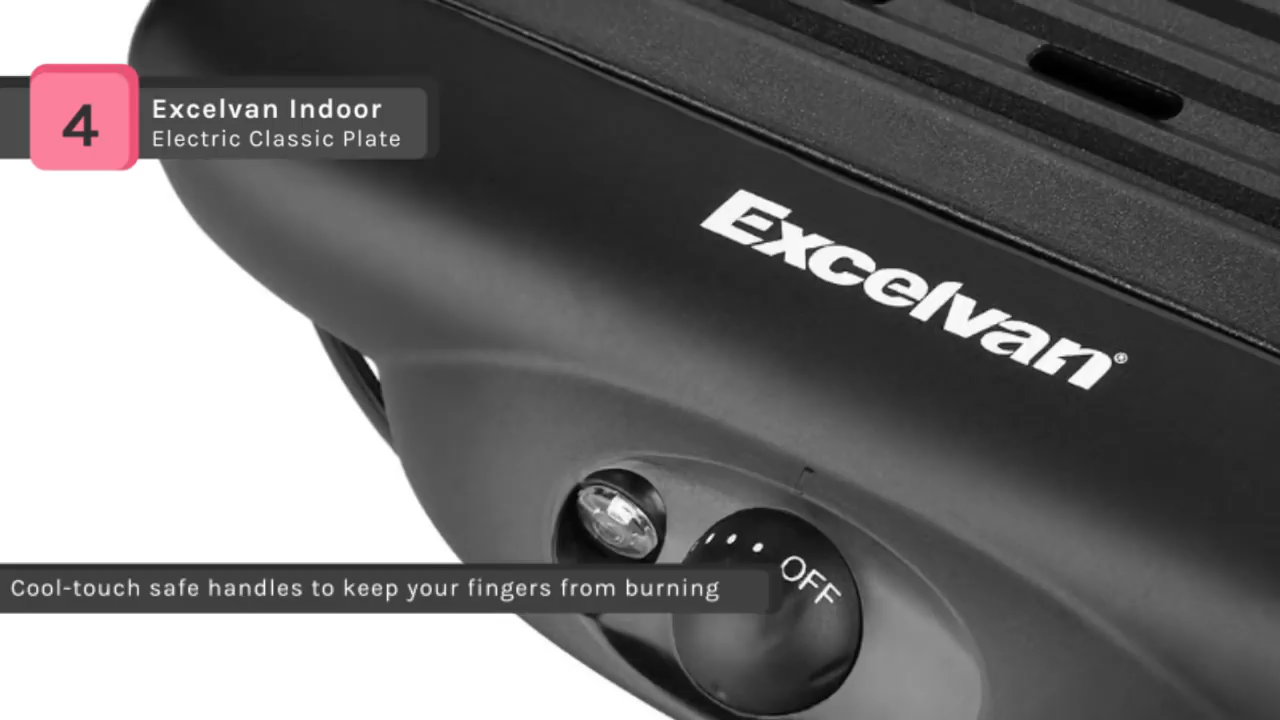 4
Excelvan Indoor
Electric Classic Plate
Excelvan®
OFF
Cool-touch safe handles to keep your fingers from burning